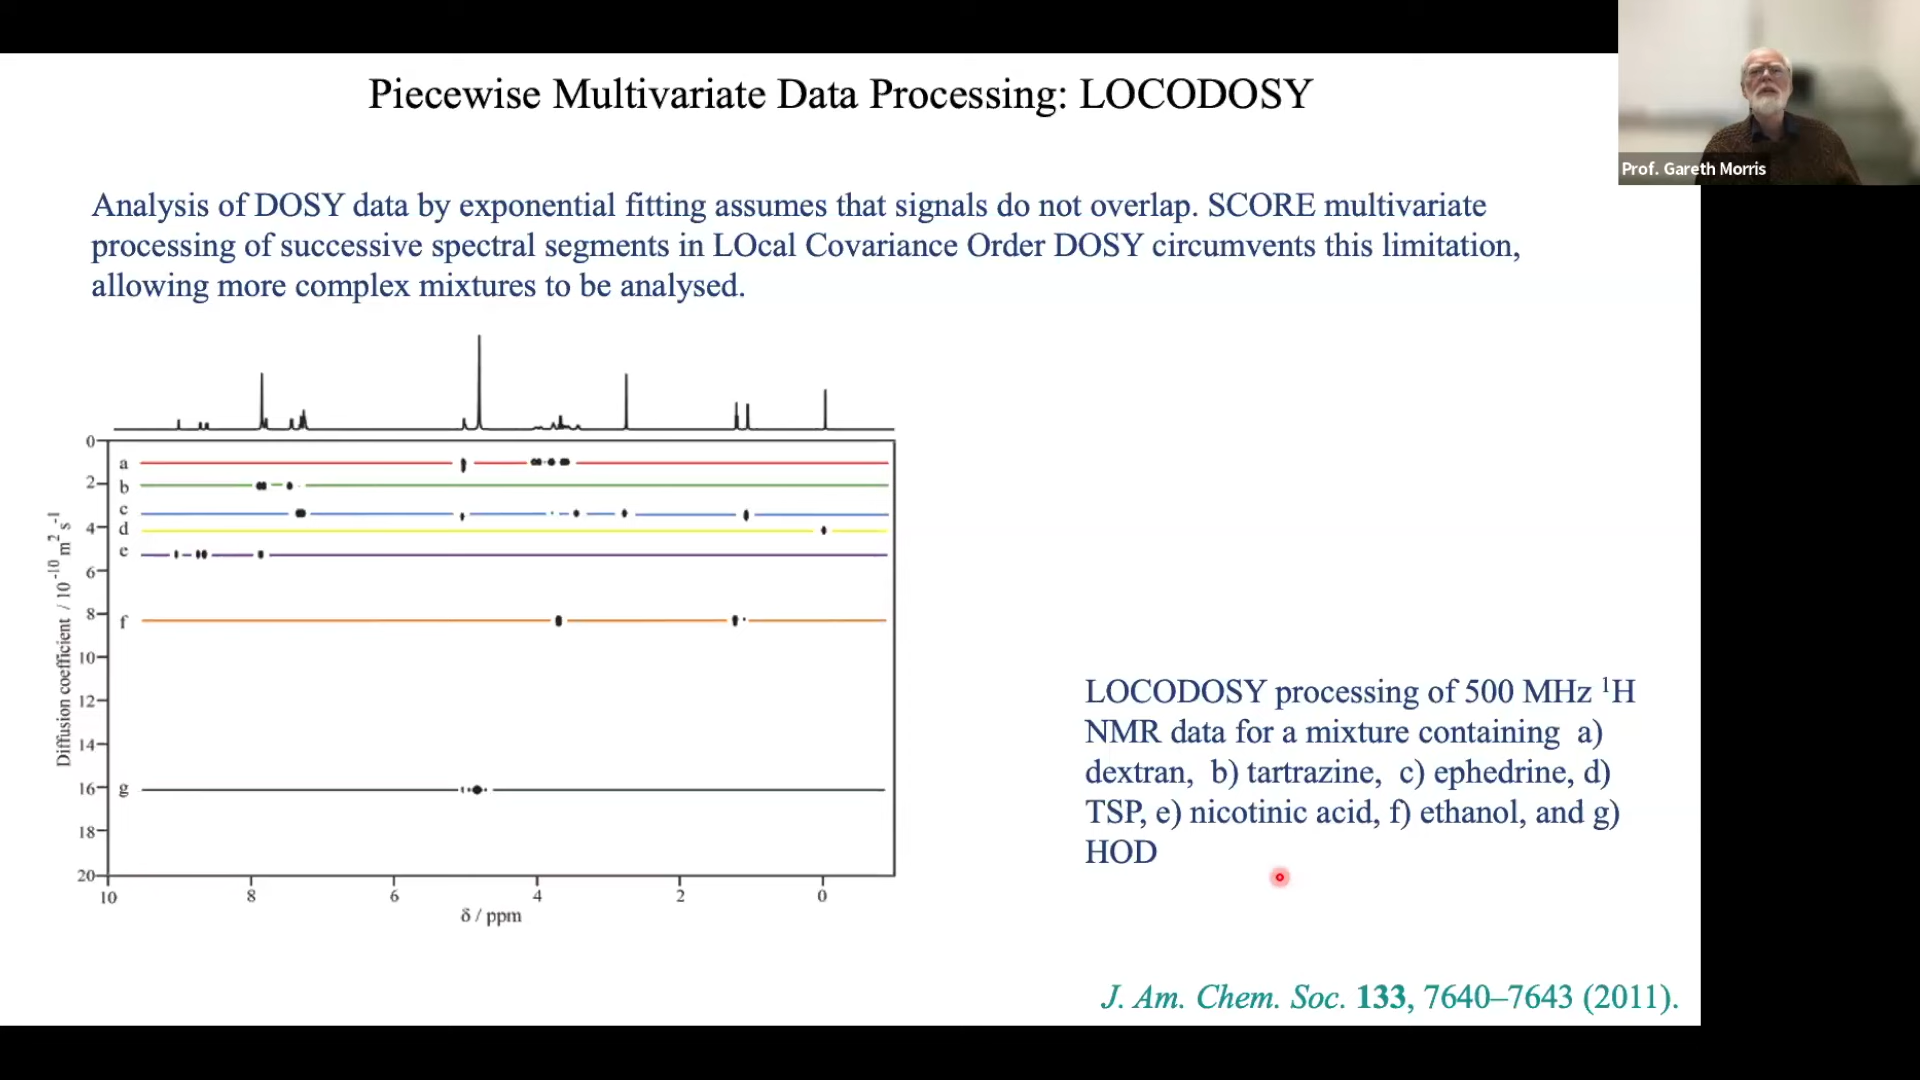 Piecewise Multivariate Data Processing: LOCODOSY
Prof. Gareth Morris
Analysis of DOSY data by exponential fitting assumes that signals do not overlap. SCORE multivariate
processing of successive spectral segments in LOcal Covariance Order DOSY circumvents this limitation,
allowing more complex mixtures to be analysed.
0
a
2
b
c
4
d
e
6
8
f
10
12
14
16
g
18
20
Diffusion coefficient / 10⁻¹⁰ m² s⁻¹
10 8 6 4 2 0
δ / ppm
LOCODOSY processing of 500 MHz ¹H
NMR data for a mixture containing a)
dextran, b) tartrazine, c) ephedrine, d)
TSP, e) nicotinic acid, f) ethanol, and g)
HOD
J. Am. Chem. Soc. 133, 7640–7643 (2011).